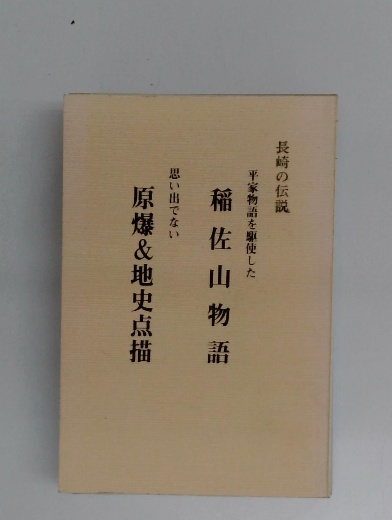 長崎の伝説
平家物語を駆使した
稲佐山物語
思い出でない
原爆&地史点描